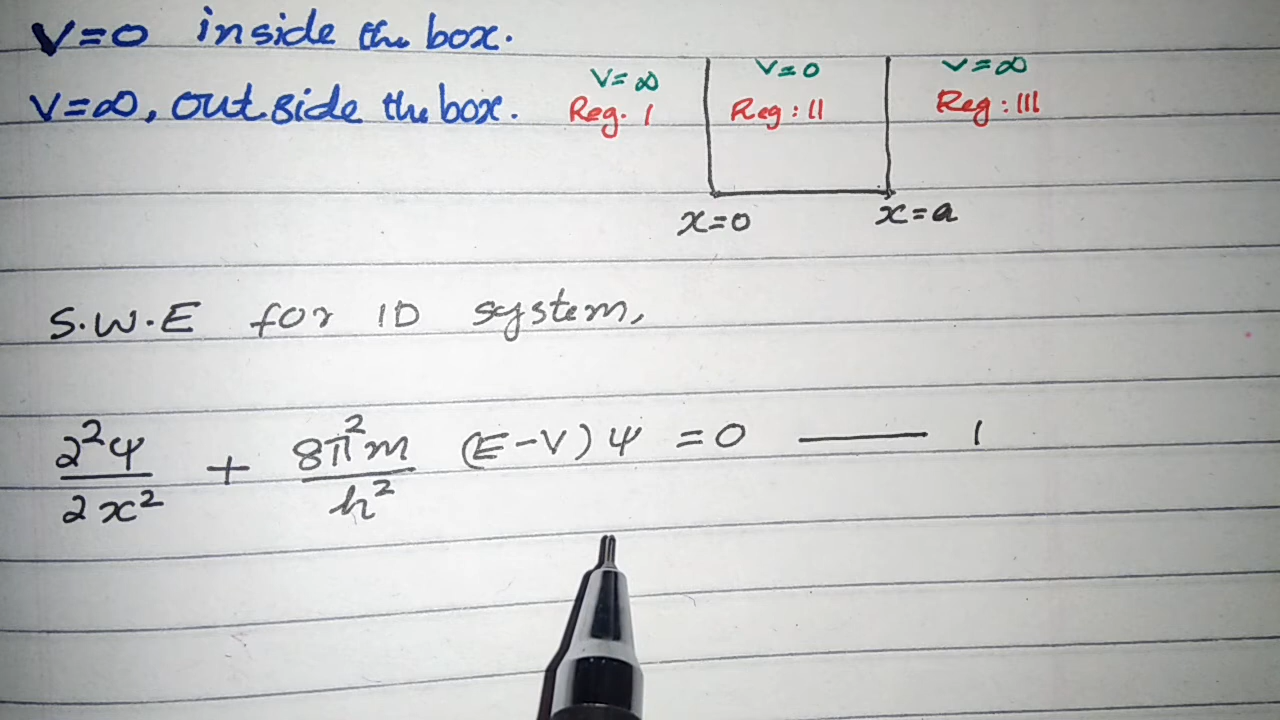 V=0 inside the box.
V=∞, outside the box.
V=∞ V=0 V=∞
Reg. I Reg: II Reg: III
x=0 x=a
S.W.E for 1D system,
∂²ψ/∂x² + 8π²m/h² (E-V)ψ =0 —— 1